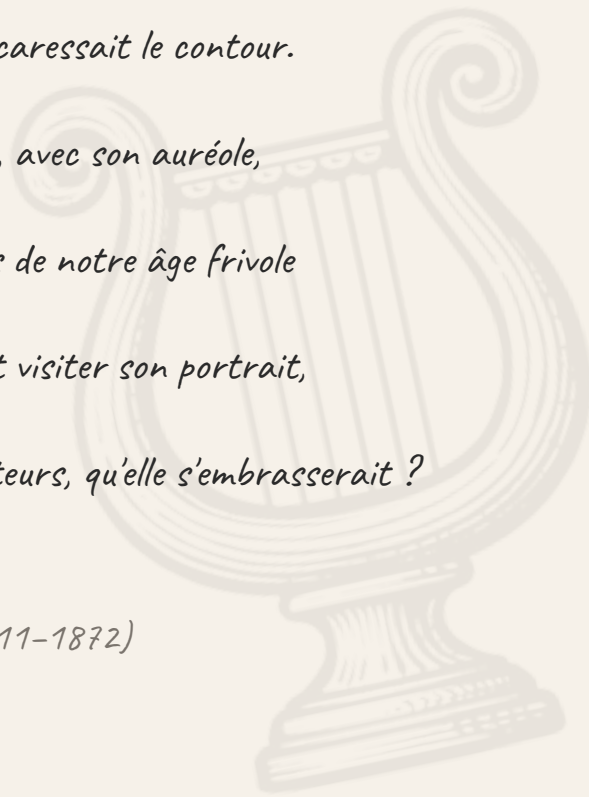 caressait le contour.
, avec son auréole,
s de notre âge frivole
t visiter son portrait,
teurs, qu'elle s'embrasserait ?
11–1872)